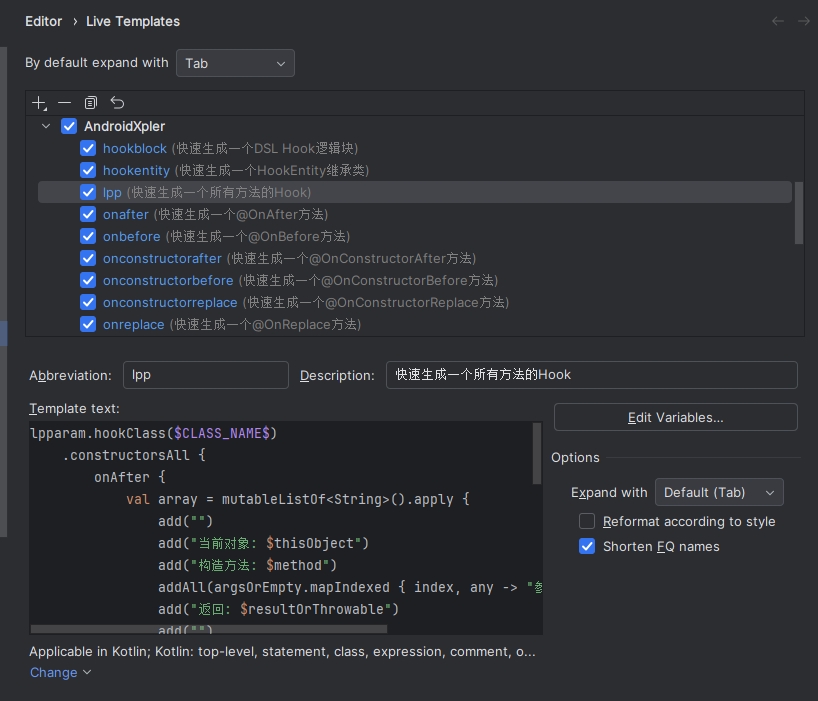 Editor › Live Templates
By default expand with Tab
AndroidXpler
hookblock (快速生成一个DSL Hook逻辑块)
hookentity (快速生成一个HookEntity继承类)
lpp (快速生成一个所有方法的Hook)
onafter (快速生成一个@OnAfter方法)
onbefore (快速生成一个@OnBefore方法)
onconstructorafter (快速生成一个@OnConstructorAfter方法)
onconstructorbefore (快速生成一个@OnConstructorBefore方法)
onconstructorreplace (快速生成一个@OnConstructorReplace方法)
onreplace (快速生成一个@OnReplace方法)
Abbreviation: lpp Description: 快速生成一个所有方法的Hook
Template text:
lpparam.hookClass($CLASS_NAME$)
.constructorsAll {
onAfter {
val array = mutableListOf<String>().apply {
add("")
add("当前对象: $thisObject")
add("构造方法: $method")
addAll(argsOrEmpty.mapIndexed { index, any -> "参
add("返回: $resultOrThrowable")
add("")
Edit Variables...
Options
Expand with Default (Tab)
Reformat according to style
Shorten FQ names
Applicable in Kotlin; Kotlin: top-level, statement, class, expression, comment, o...
Change